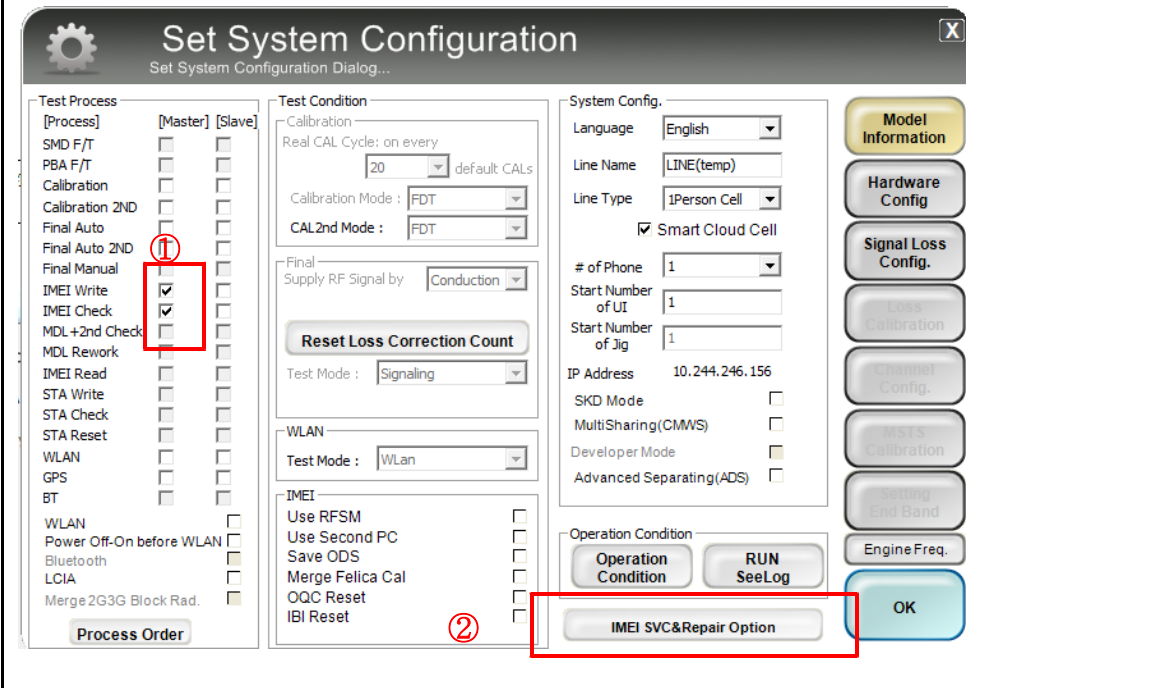 Set System Configuration
Set System Configuration Dialog...
X
Test Process
[Process] [Master] [Slave]
SMD F/T
PBA F/T
Calibration
Calibration 2ND
Final Auto
Final Auto 2ND
①
Final Manual
IMEI Write
IMEI Check
MDL+2nd Check
MDL Rework
IMEI Read
STA Write
STA Check
STA Reset
WLAN
GPS
BT
WLAN
Power Off-On before WLAN
Bluetooth
LCIA
Merge 2G3G Block Rad.
Process Order
Test Condition
Calibration
Real CAL Cycle: on every
20 default CALs
Calibration Mode : FDT
CAL2nd Mode : FDT
Final
Supply RF Signal by Conduction
Reset Loss Correction Count
Test Mode : Signaling
WLAN
Test Mode : WLan
IMEI
Use RFSM
Use Second PC
Save ODS
Merge Felica Cal
OQC Reset
IBI Reset
②
System Config.
Language English
Line Name LINE(temp)
Line Type 1Person Cell
Smart Cloud Cell
# of Phone 1
Start Number
of UI 1
Start Number
of Jig 1
IP Address 10.244.246.156
SKD Mode
MultiSharing(CMWS)
Developer Mode
Advanced Separating(ADS)
Operation Condition
Operation
Condition
RUN
SeeLog
IMEI SVC&Repair Option
Model
Information
Hardware
Config
Signal Loss
Config.
Loss
Calibration
Channel
Config.
MSTS
Calibration
Setting
End Band
Engine Freq.
OK